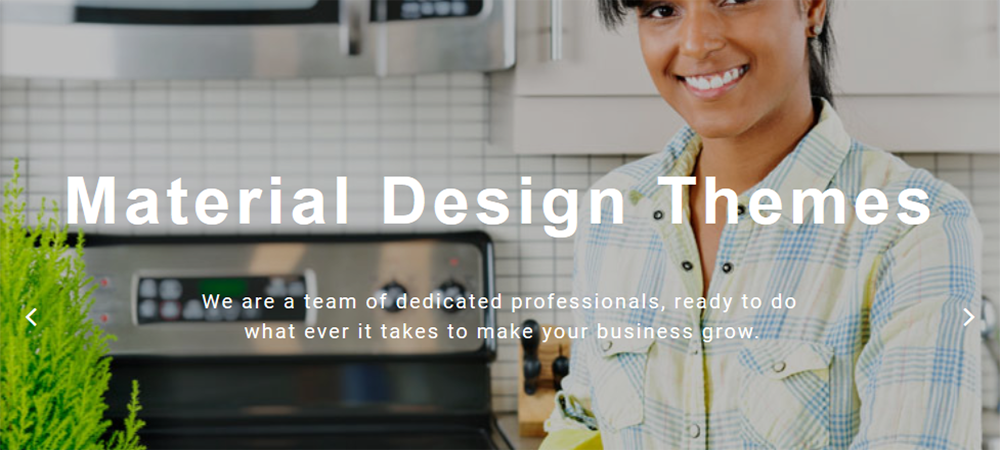 Material Design Themes
We are a team of dedicated professionals, ready to do
what ever it takes to make your business grow.